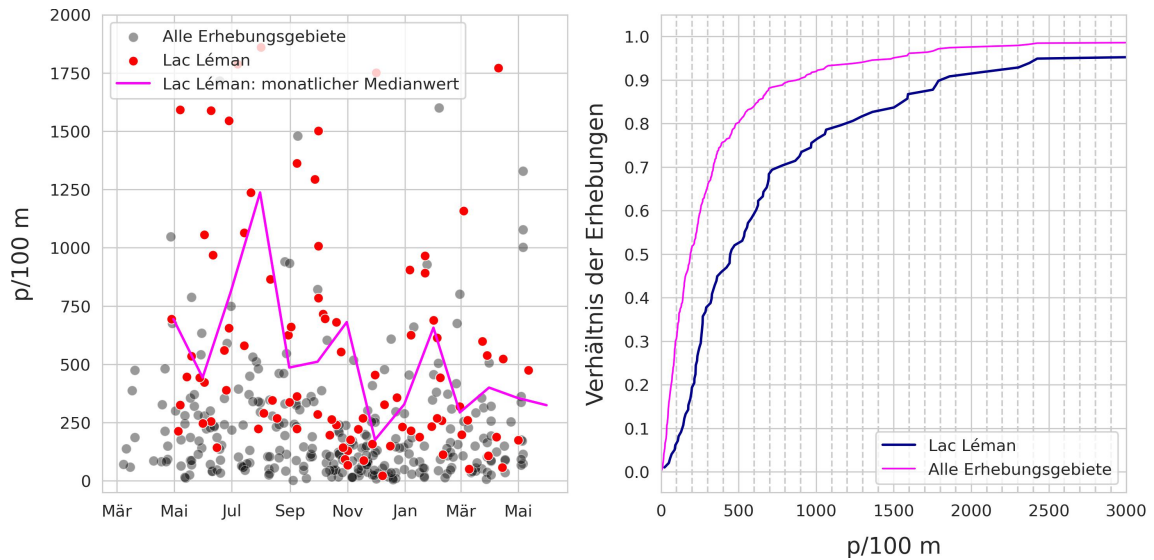 Alle Erhebungsgebiete
Lac Léman
Lac Léman: monatlicher Medianwert
p/100 m
2000
1750
1500
1250
1000
750
500
250
0
Mär
Mai
Jul
Sep
Nov
Jan
Mär
Mai
Verhältnis der Erhebungen
1.0
0.9
0.8
0.7
0.6
0.5
0.4
0.3
0.2
0.1
0.0
Lac Léman
Alle Erhebungsgebiete
0
500
1000
1500
2000
2500
3000
p/100 m